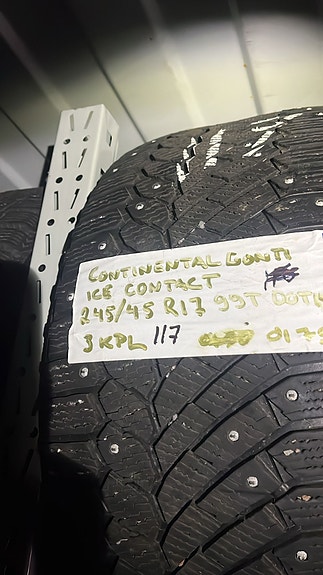 CONTINENTAL CONTI
ICE CONTACT
245/45 R17 99T DOT
3 KPL 117